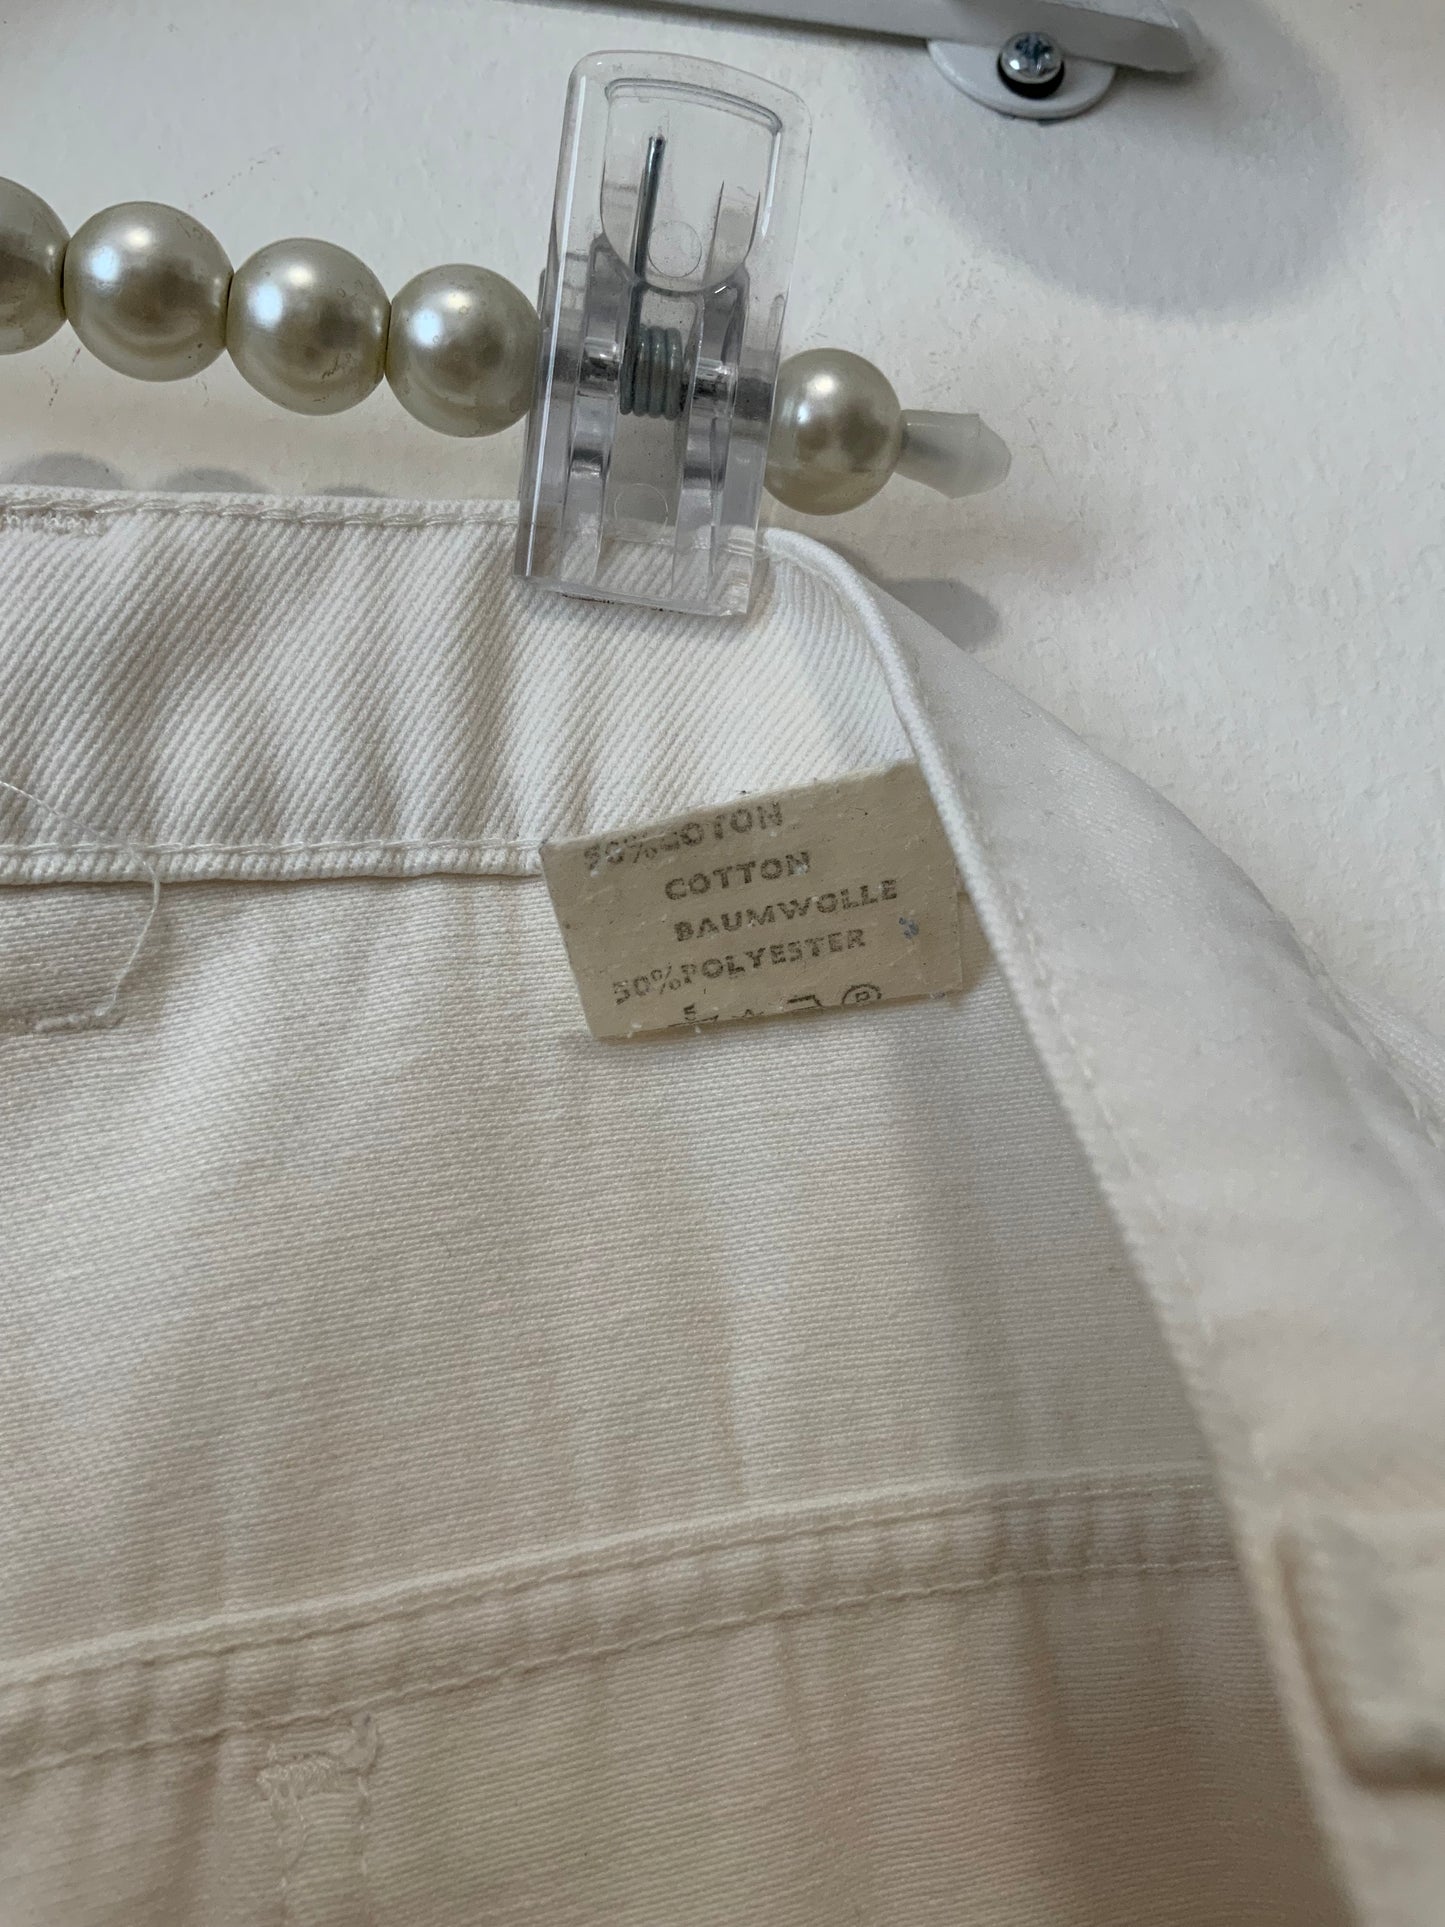 50% COTON
COTTON
BAUMWOLLE
50% POLYESTER
P